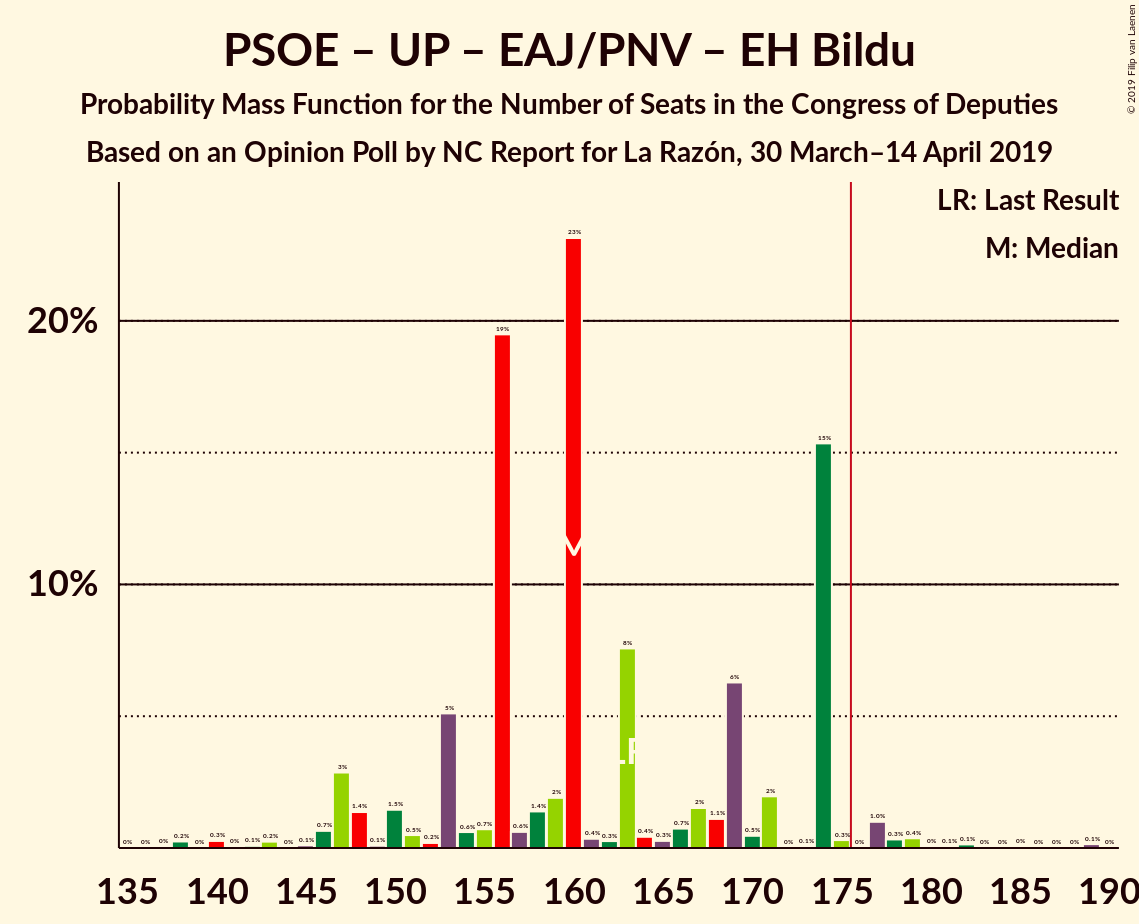 © 2019 Filip van Laenen
PSOE – UP – EAJ/PNV – EH Bildu
Probability Mass Function for the Number of Seats in the Congress of Deputies
Based on an Opinion Poll by NC Report for La Razón, 30 March–14 April 2019
LR: Last Result
M: Median
20%
10%
0% 0% 0% 0.2% 0% 0.3% 0% 0.1% 0.2% 0% 0.1% 0.7% 3% 1.4% 0.1% 1.5% 0.5% 0.2% 5% 0.6% 0.7% 19% 0.6% 1.4% 2% 23% 0.4% 0.3% 8% 0.4% 0.3% 0.7% 2% 1.1% 6% 0.5% 2% 0% 0.1% 15% 0.3% 0% 1.0% 0.3% 0.4% 0% 0.1% 0.1% 0% 0% 0% 0% 0% 0% 0.1% 0%
M
LR
135 140 145 150 155 160 165 170 175 180 185 190